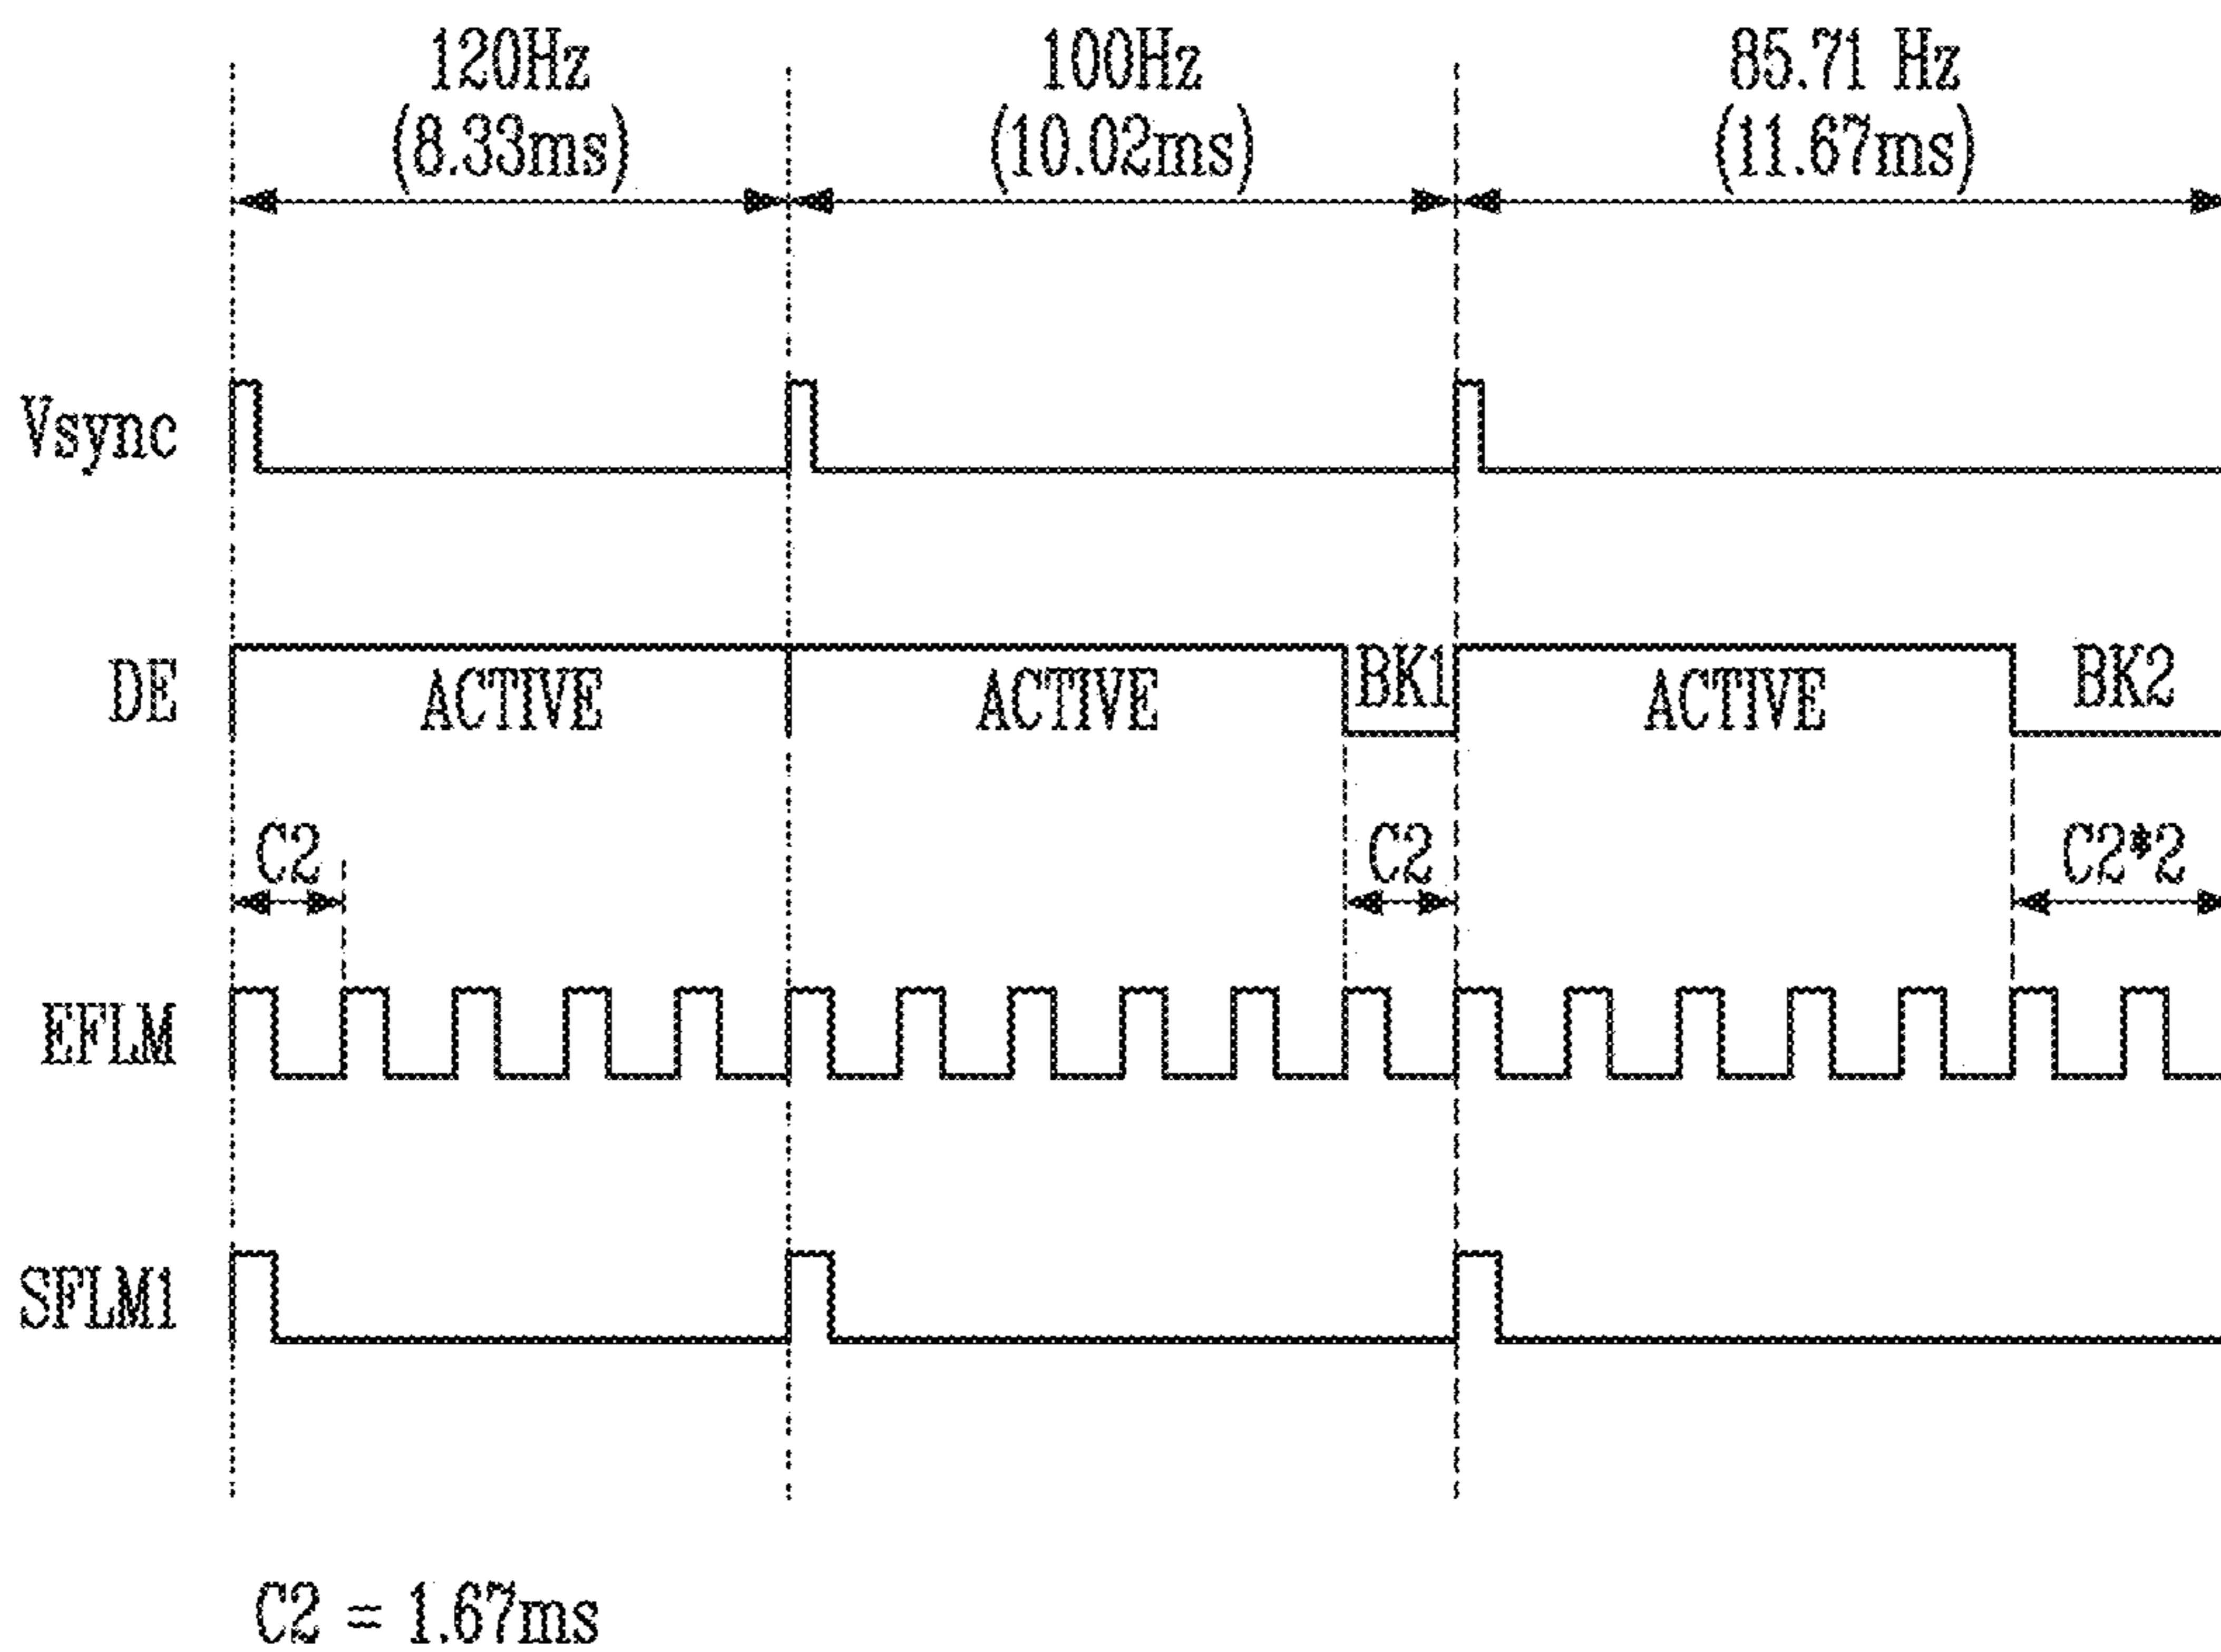 120Hz
(8.33ms)
100Hz
(10.02ms)
85.71 Hz
(11.67ms)
Vsync
DE
ACTIVE
ACTIVE
BK1
ACTIVE
BK2
C2
C2
C2*2
EFLM
SFLM1
C2 = 1.67ms